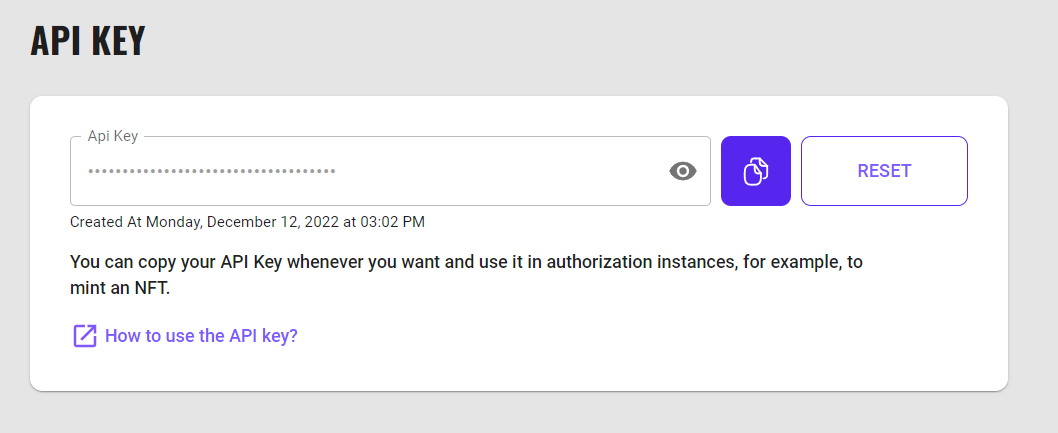 API KEY
Api Key
••••••••••••••••••••••••••••••••••••
RESET
Created At Monday, December 12, 2022 at 03:02 PM
You can copy your API Key whenever you want and use it in authorization instances, for example, to
mint an NFT.
How to use the API key?